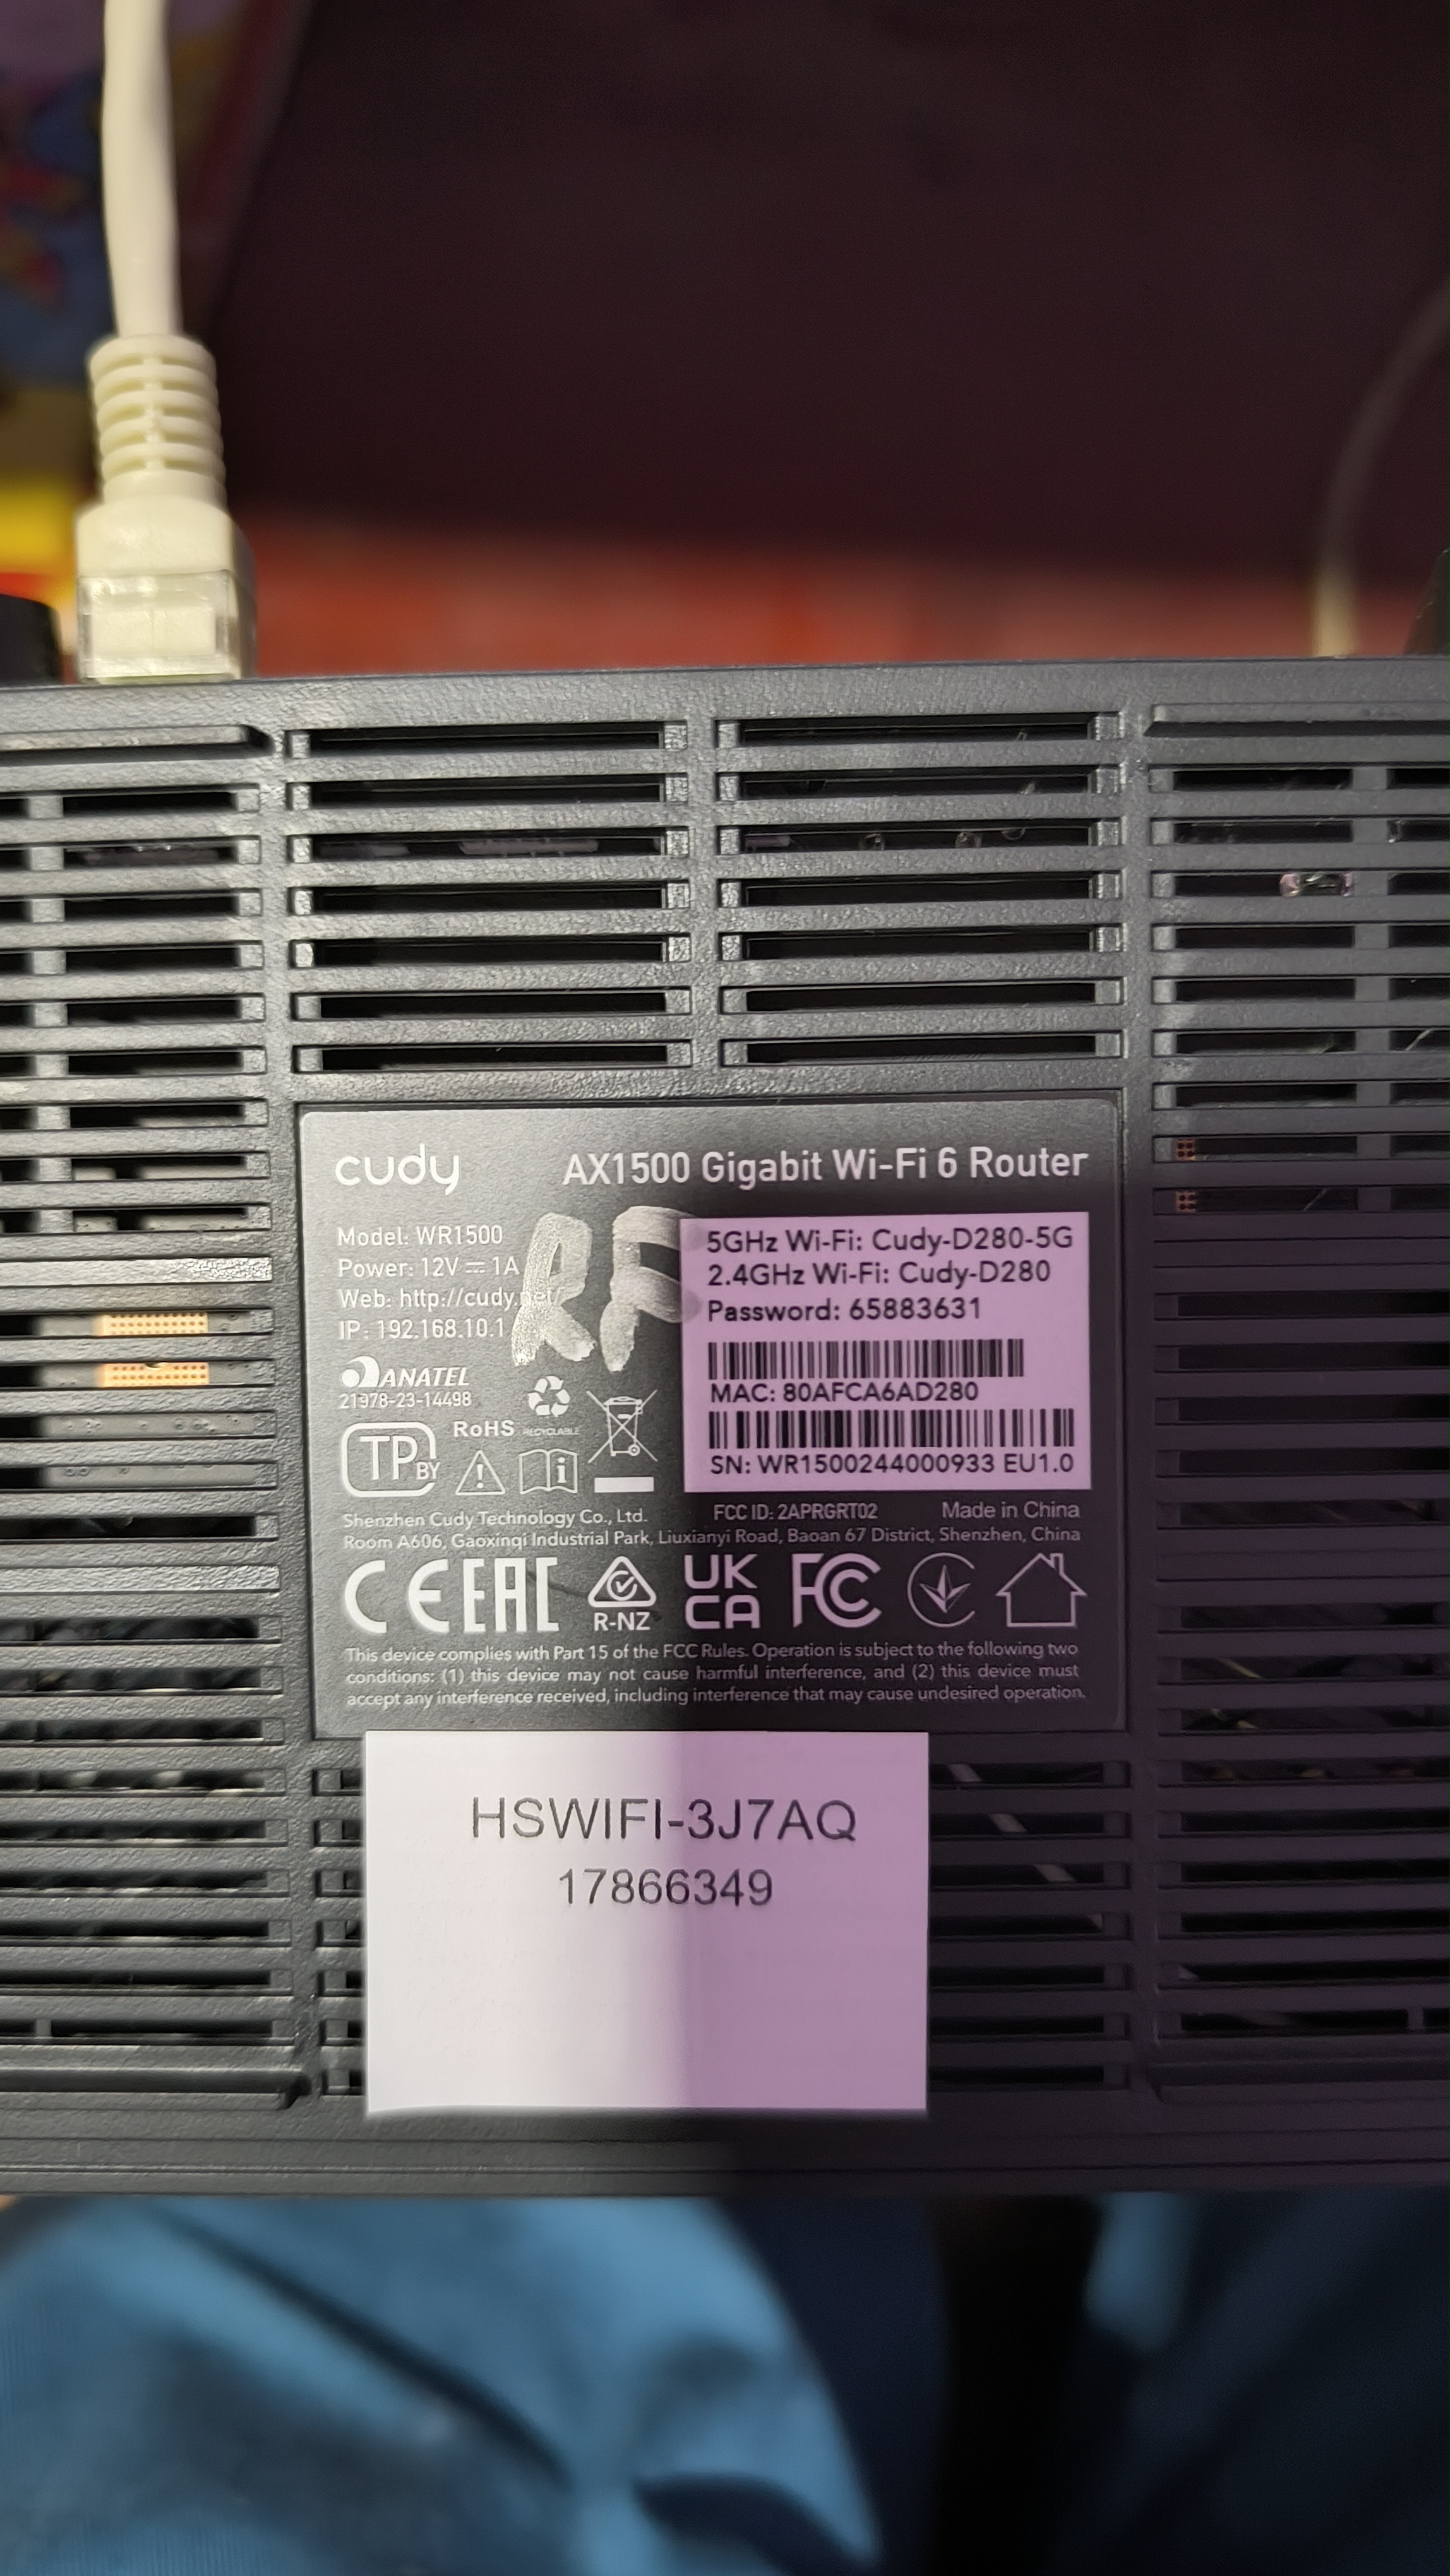 cudy
AX1500 Gigabit Wi-Fi 6 Router
Model: WR1500
Power: 12V ⎓ 1A
Web: http://cudy.net/
IP: 192.168.10.1
RF
5GHz Wi-Fi: Cudy-D280-5G
2.4GHz Wi-Fi: Cudy-D280
Password: 65883631
MAC: 80AFCA6AD280
SN: WR1500244000933 EU1.0
ANATEL
21978-23-14498
TP BY
RoHS
RECYCLABLE
Shenzhen Cudy Technology Co., Ltd.
FCC ID: 2APRGRT02
Made in China
Room A606, Gaoxinqi Industrial Park, Liuxianyi Road, Baoan 67 District, Shenzhen, China
CE EAC R-NZ UK CA FC
This device complies with Part 15 of the FCC Rules. Operation is subject to the following two
conditions: (1) this device may not cause harmful interference, and (2) this device must
accept any interference received, including interference that may cause undesired operation.
HSWIFI-3J7AQ
17866349